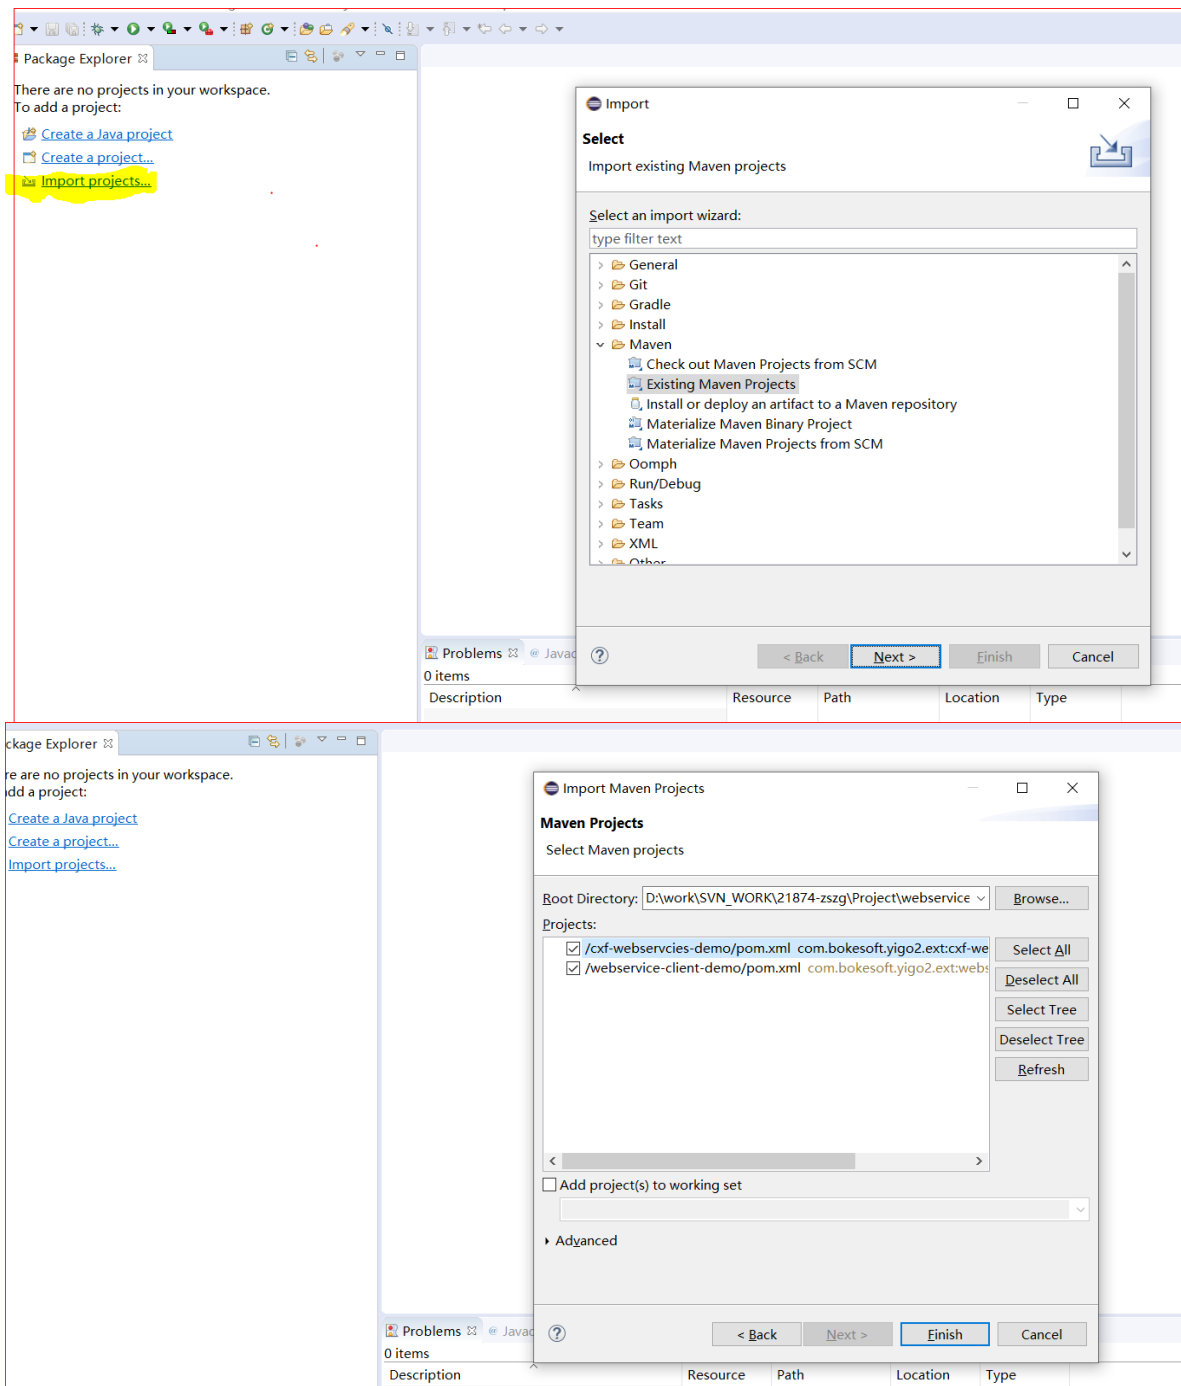 Package Explorer
There are no projects in your workspace.
To add a project:
Create a Java project
Create a project...
Import projects...
Import
Select
Import existing Maven projects
Select an import wizard:
type filter text
General
Git
Gradle
Install
Maven
Check out Maven Projects from SCM
Existing Maven Projects
Install or deploy an artifact to a Maven repository
Materialize Maven Binary Project
Materialize Maven Projects from SCM
Oomph
Run/Debug
Tasks
Team
XML
Other
< Back Next > Finish Cancel
Problems @ Javad
0 items
Description Resource Path Location Type
ckage Explorer
re are no projects in your workspace.
dd a project:
Create a Java project
Create a project...
Import projects...
Import Maven Projects
Maven Projects
Select Maven projects
Root Directory: D:\work\SVN_WORK\21874-zszg\Project\webservice Browse...
Projects:
/cxf-webservcies-demo/pom.xml com.bokesoft.yigo2.ext:cxf-we Select All
/webservice-client-demo/pom.xml com.bokesoft.yigo2.ext:webs
Deselect All
Select Tree
Deselect Tree
Refresh
Add project(s) to working set
Advanced
< Back Next > Finish Cancel
Problems @ Javad
0 items
Description Resource Path Location Type